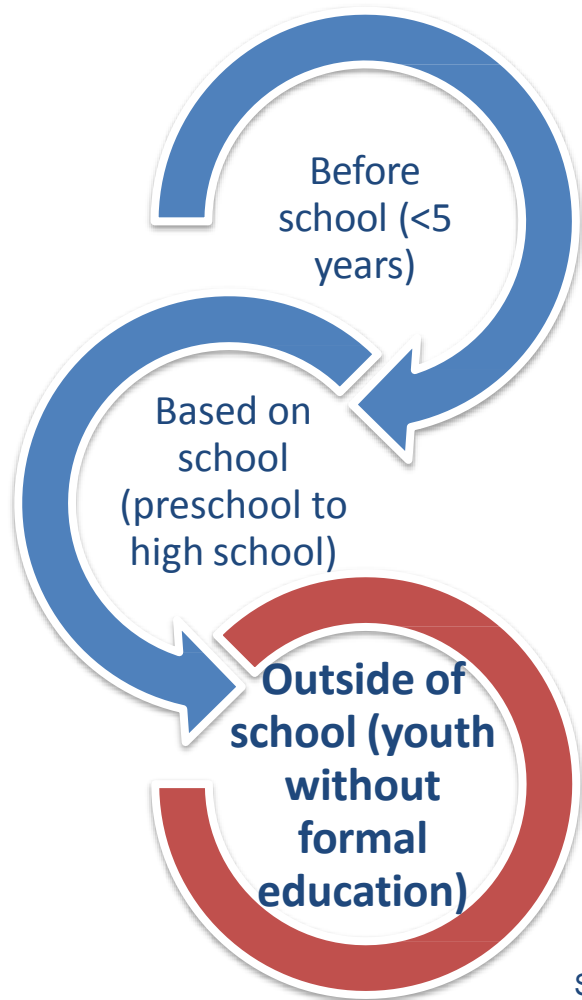 Before
school (<5
years)
Based on
school
(preschool to
high school)
Outside of
school (youth
without
formal
education)